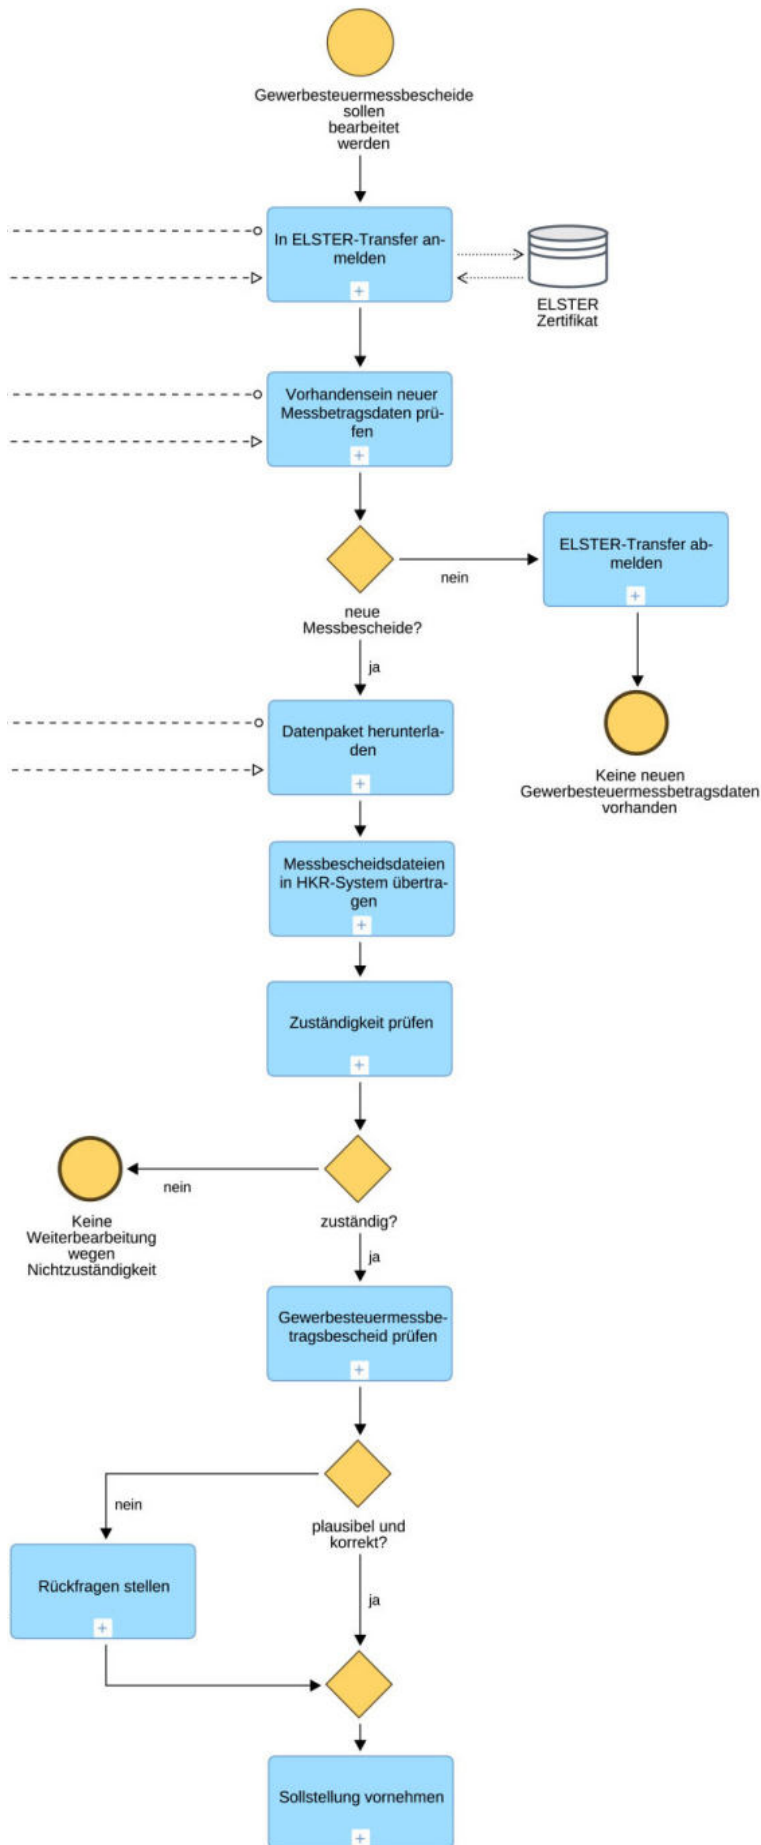 Gewerbesteuermessbescheide
sollen
bearbeitet
werden
In ELSTER-Transfer an-
melden
ELSTER
Zertifikat
Vorhandensein neuer
Messbetragsdaten prü-
fen
ELSTER-Transfer ab-
melden
nein
neue
Messbescheide?
ja
Datenpaket herunterla-
den
Keine neuen
Gewerbesteuermessbetragsdaten
vorhanden
Messbescheidsdateien
in HKR-System übertra-
gen
Zuständigkeit prüfen
nein
Keine
Weiterbearbeitung
wegen
Nichtzuständigkeit
zuständig?
ja
Gewerbesteuermessbe-
tragsbescheid prüfen
nein
plausibel und
korrekt?
Rückfragen stellen
ja
Sollstellung vornehmen